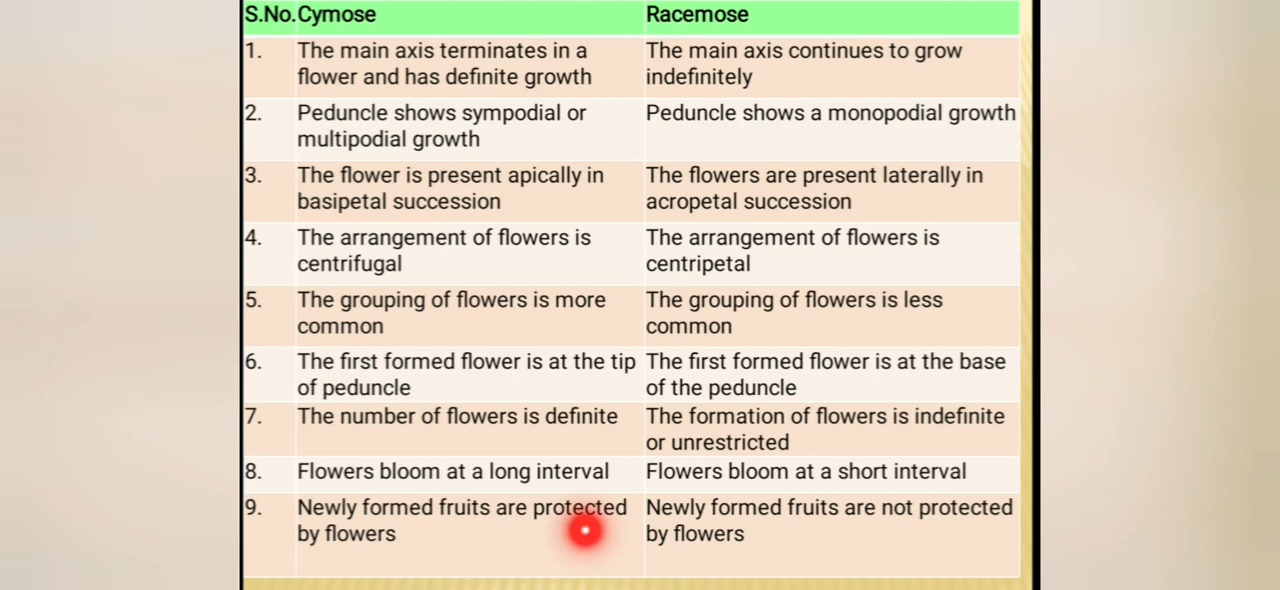 S.No. Cymose Racemose
1. The main axis terminates in a The main axis continues to grow
flower and has definite growth indefinitely
2. Peduncle shows sympodial or Peduncle shows a monopodial growth
multipodial growth
3. The flower is present apically in The flowers are present laterally in
basipetal succession acropetal succession
4. The arrangement of flowers is The arrangement of flowers is
centrifugal centripetal
5. The grouping of flowers is more The grouping of flowers is less
common common
6. The first formed flower is at the tip The first formed flower is at the base
of peduncle of the peduncle
7. The number of flowers is definite The formation of flowers is indefinite
or unrestricted
8. Flowers bloom at a long interval Flowers bloom at a short interval
9. Newly formed fruits are protected Newly formed fruits are not protected
by flowers by flowers